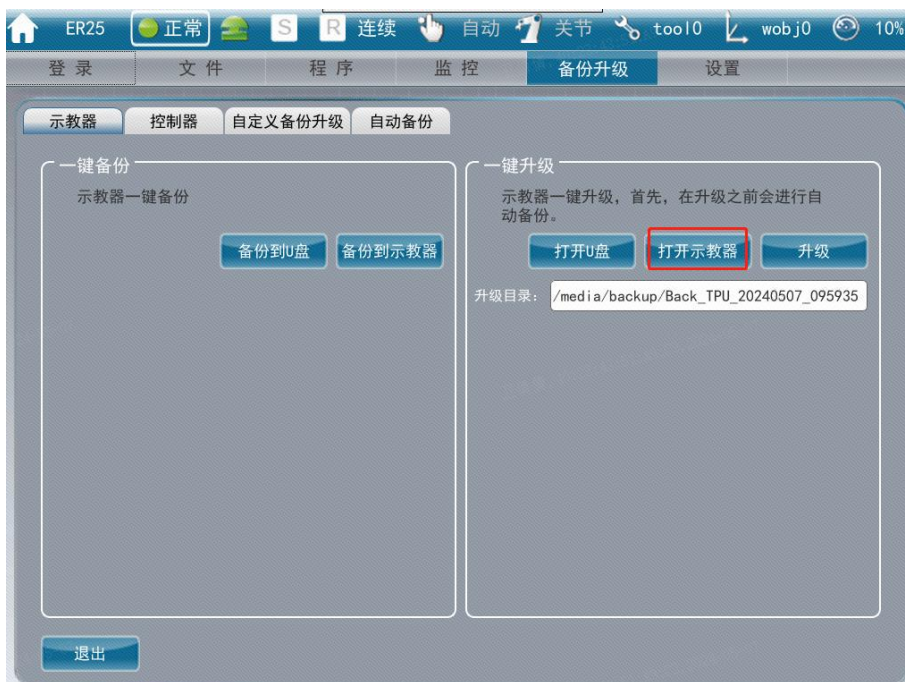 ER25 正常 S R 连续 自动 关节 tool0 wobj0 10%
登录 文件 程序 监控 备份升级 设置
示教器 控制器 自定义备份升级 自动备份
一键备份
示教器一键备份
备份到U盘 备份到示教器
一键升级
示教器一键升级，首先，在升级之前会进行自
动备份。
打开U盘 打开示教器 升级
升级目录： /media/backup/Back_TPU_20240507_095935
退出